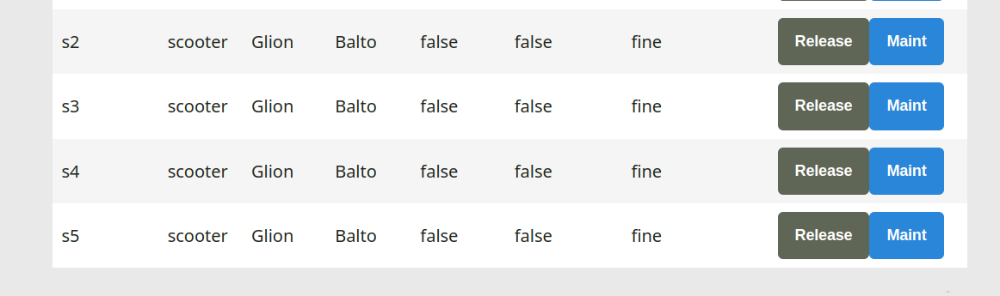 s2 scooter Glion Balto false false fine Release Maint
s3 scooter Glion Balto false false fine Release Maint
s4 scooter Glion Balto false false fine Release Maint
s5 scooter Glion Balto false false fine Release Maint